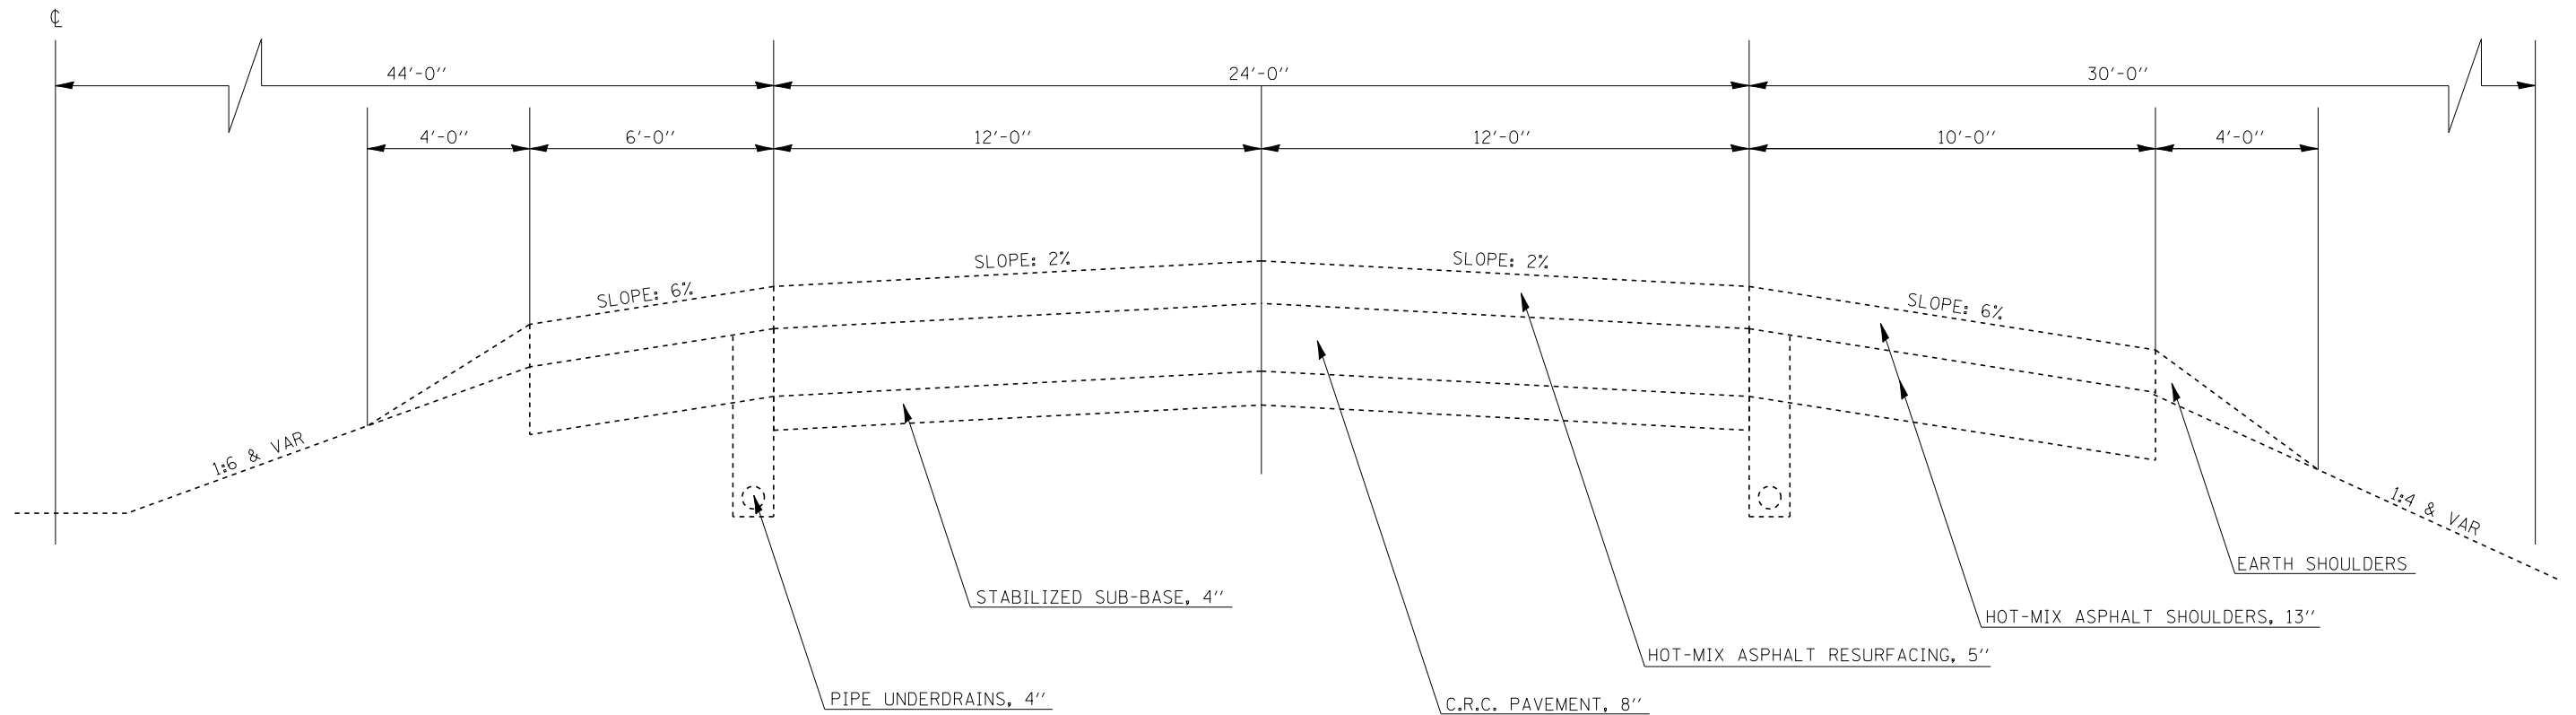 ℄
44'-0"
24'-0"
30'-0"
4'-0"
6'-0"
12'-0"
12'-0"
10'-0"
4'-0"
SLOPE: 6%
SLOPE: 2%
SLOPE: 2%
SLOPE: 6%
1:6 & VAR
1:4 & VAR
EARTH SHOULDERS
STABILIZED SUB-BASE, 4"
HOT-MIX ASPHALT SHOULDERS, 13"
HOT-MIX ASPHALT RESURFACING, 5"
PIPE UNDERDRAINS, 4"
C.R.C. PAVEMENT, 8"